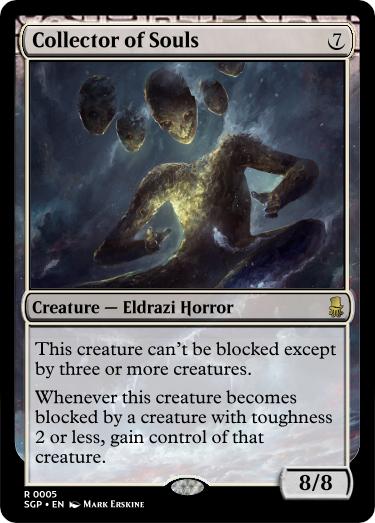 Collector of Souls 7
Creature — Eldrazi Horror
This creature can't be blocked except
by three or more creatures.
Whenever this creature becomes
blocked by a creature with toughness
2 or less, gain control of that
creature.
8/8
R 0005
SGP • EN Mark Erskine